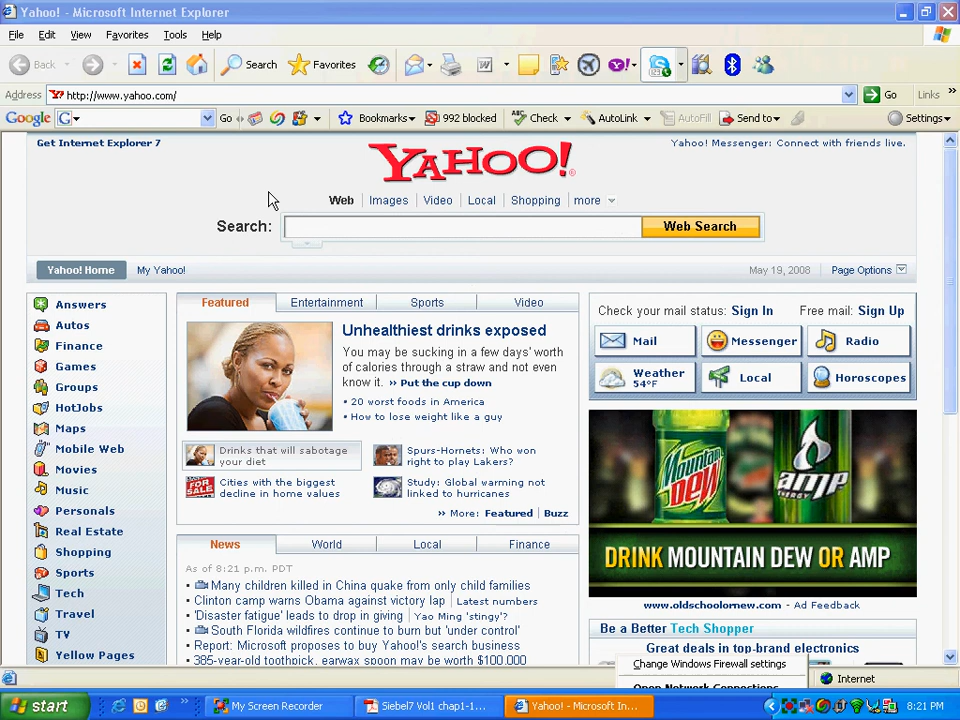 Yahoo! - Microsoft Internet Explorer
File Edit View Favorites Tools Help
Back Search Favorites
Address http://www.yahoo.com/ Go Links »
Google G Go Bookmarks 992 blocked Check AutoLink AutoFill Send to Settings
Get Internet Explorer 7
Yahoo! Messenger: Connect with friends live.
YAHOO!
Web Images Video Local Shopping more
Search: Web Search
Yahoo! Home My Yahoo! May 19, 2008 Page Options
Answers
Autos
Finance
Games
Groups
HotJobs
Maps
Mobile Web
Movies
Music
Personals
Real Estate
Shopping
Sports
Tech
Travel
TV
Yellow Pages
Featured Entertainment Sports Video
Unhealthiest drinks exposed
You may be sucking in a few days' worth
of calories through a straw and not even
know it. » Put the cup down
• 20 worst foods in America
• How to lose weight like a guy
Drinks that will sabotage
your diet
Spurs-Hornets: Who won
right to play Lakers?
FOR SALE
Cities with the biggest
decline in home values
Study: Global warming not
linked to hurricanes
» More: Featured | Buzz
News World Local Finance
As of 8:21 p.m. PDT
• Many children killed in China quake from only child families
• Clinton camp warns Obama against victory lap | Latest numbers
• 'Disaster fatigue' leads to drop in giving | Yao Ming 'stingy'?
• South Florida wildfires continue to burn but 'under control'
• Report: Microsoft proposes to buy Yahoo's search business
• 385-year-old toothpick, earwax spoon may be worth $100,000
Check your mail status: Sign In Free mail: Sign Up
Mail Messenger Radio
Weather
54°F
Local Horoscopes
Mountain Dew
amp
ENERGY
DRINK MOUNTAIN DEW OR AMP
www.oldschoolornew.com - Ad Feedback
Be a Better Tech Shopper
Great deals in top-brand electronics
Change Windows Firewall settings
Open Network Connections
Internet
start » My Screen Recorder Siebel7 Vol1 chap1-1... Yahoo! - Microsoft In... 8:21 PM